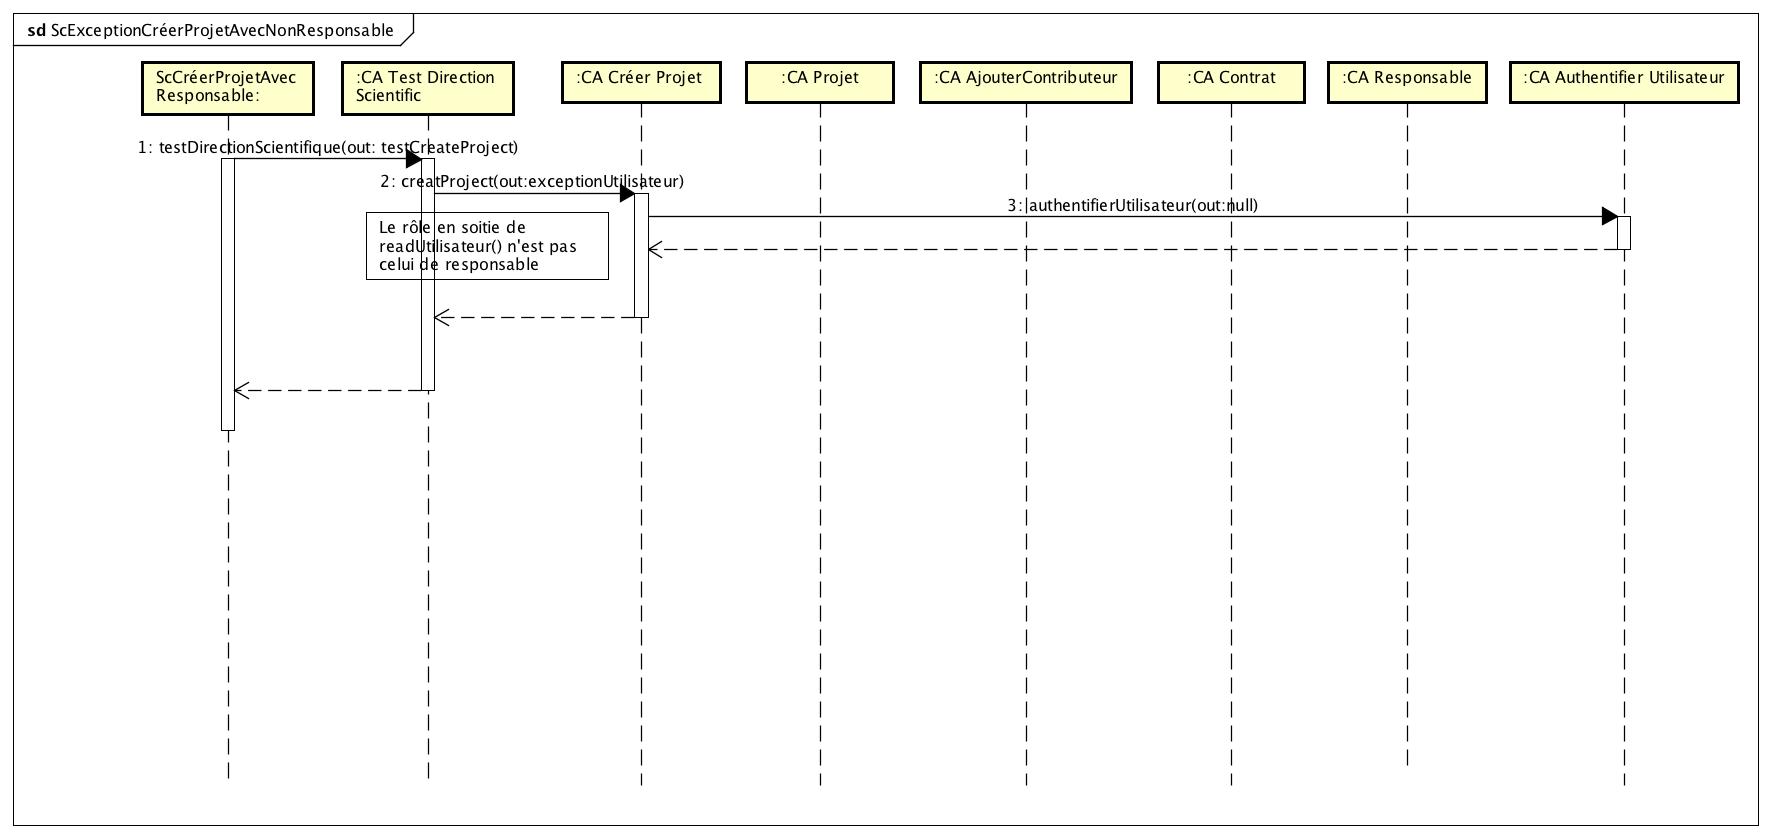 sd ScExceptionCréerProjetAvecNonResponsable
ScCréerProjetAvec
Responsable:
:CA Test Direction
Scientific
:CA Créer Projet
:CA Projet
:CA AjouterContributeur
:CA Contrat
:CA Responsable
:CA Authentifier Utilisateur
1: testDirectionScientifique(out: testCreateProject)
2: creatProject(out:exceptionUtilisateur)
3: authentifierUtilisateur(out:null)
Le rôle en soitie de
readUtilisateur() n'est pas
celui de responsable